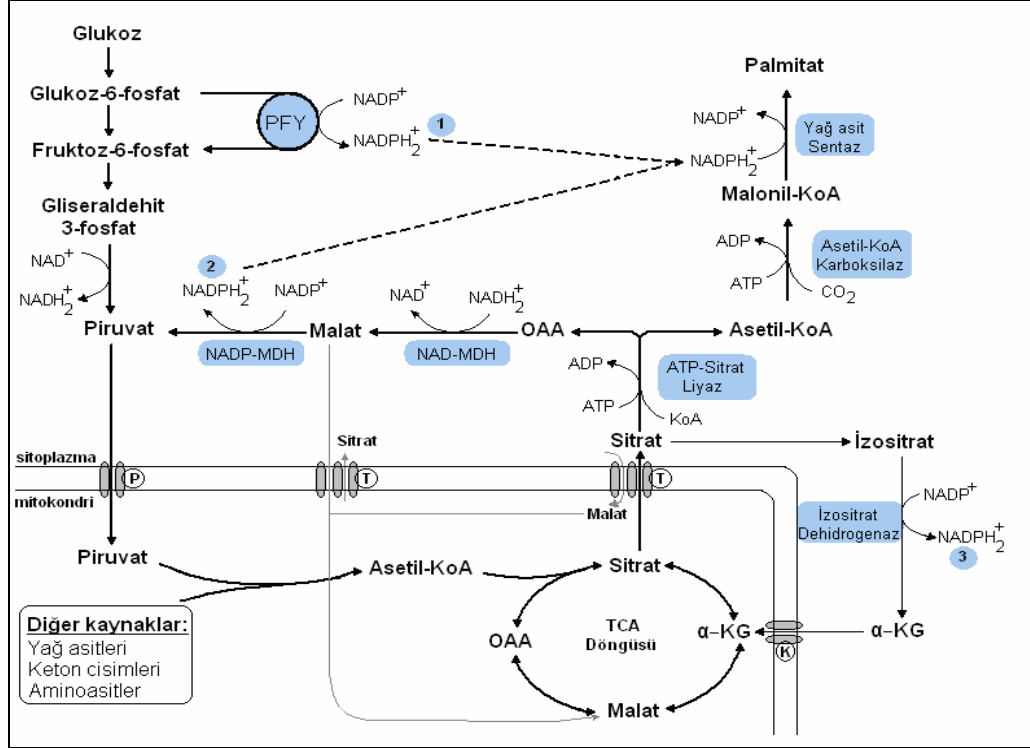 Glukoz
Glukoz-6-fosfat
PFY
NADP+
NADPH2+
1
Fruktoz-6-fosfat
Gliseraldehit
3-fosfat
NAD+
NADH2+
Piruvat
2
NADPH2+
NADP+
NADP-MDH
Malat
NAD+
NADH2+
NAD-MDH
OAA
Asetil-KoA
Palmitat
NADP+
NADPH2+
Yağ asit
Sentaz
Malonil-KoA
ADP
ATP
CO2
Asetil-KoA
Karboksilaz
ADP
ATP
KoA
ATP-Sitrat
Liyaz
Sitrat
Sitrat
İzositrat
sitoplazma
mitokondri
P
T
T
Malat
NADP+
NADPH2+
3
İzositrat
Dehidrogenaz
Piruvat
Asetil-KoA
Sitrat
OAA
TCA
Döngüsü
α–KG
K
α–KG
Malat
Diğer kaynaklar:
Yağ asitleri
Keton cisimleri
Aminoasitler